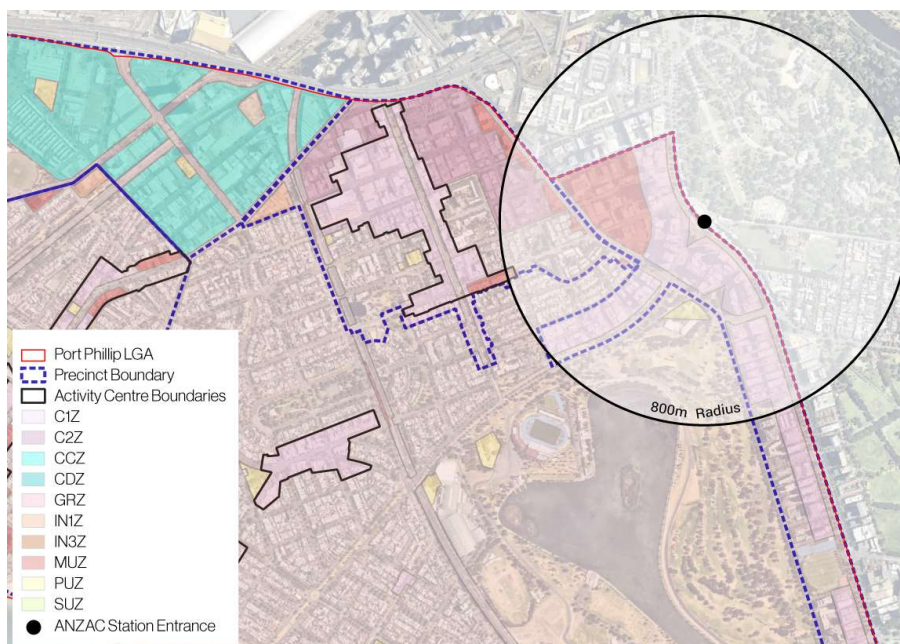 800m Radius
Port Phillip LGA
Precinct Boundary
Activity Centre Boundaries
C1Z
C2Z
CCZ
CDZ
GRZ
IN1Z
IN3Z
MUZ
PUZ
SUZ
ANZAC Station Entrance